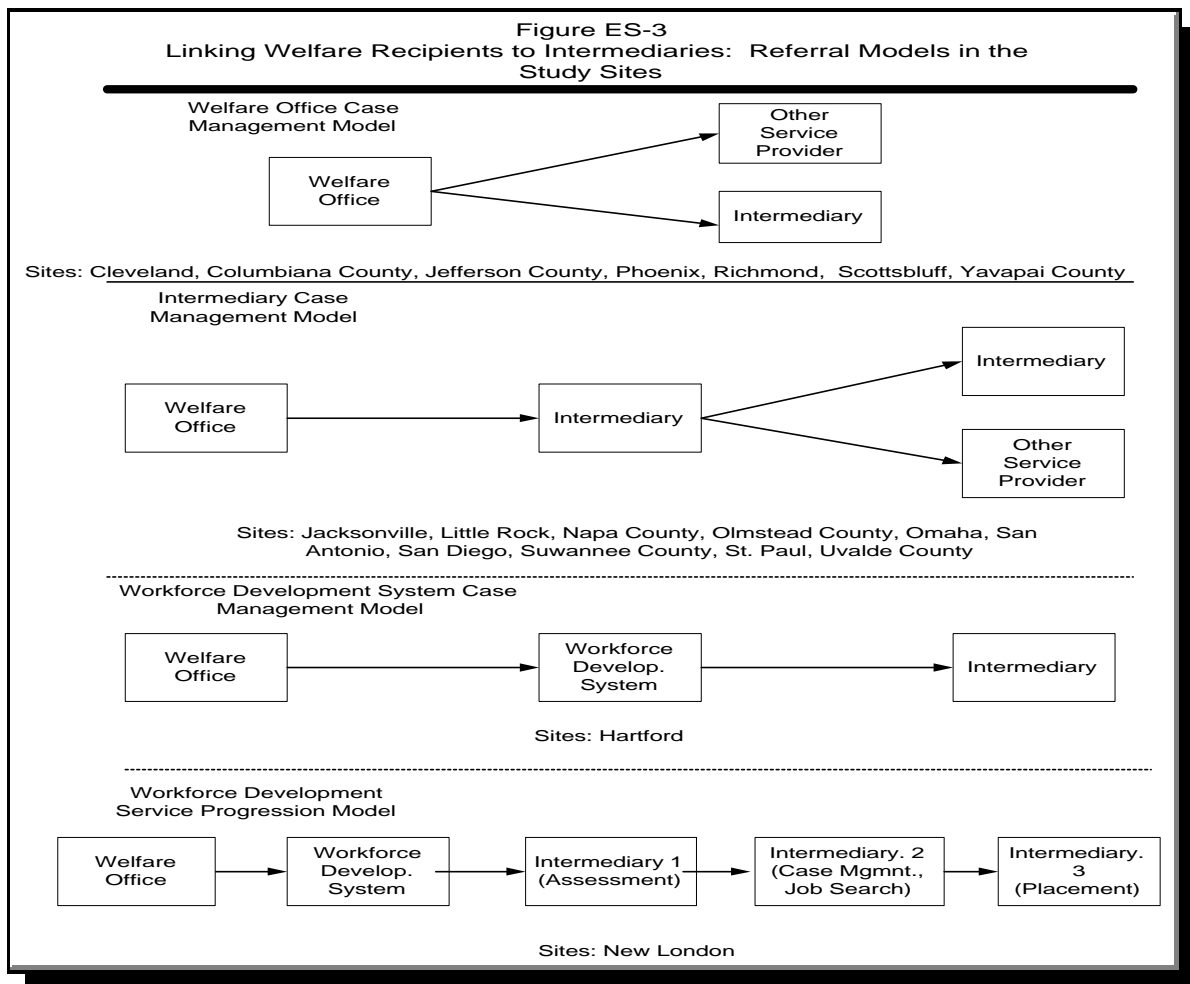 Figure ES-3
Linking Welfare Recipients to Intermediaries: Referral Models in the
Study Sites
Welfare Office Case
Management Model
Welfare
Office
Other
Service
Provider
Intermediary
Sites: Cleveland, Columbiana County, Jefferson County, Phoenix, Richmond, Scottsbluff, Yavapai County
Intermediary Case
Management Model
Welfare
Office
Intermediary
Intermediary
Other
Service
Provider
Sites: Jacksonville, Little Rock, Napa County, Olmstead County, Omaha, San
Antonio, San Diego, Suwannee County, St. Paul, Uvalde County
Workforce Development System Case
Management Model
Welfare
Office
Workforce
Develop.
System
Intermediary
Sites: Hartford
Workforce Development
Service Progression Model
Welfare
Office
Workforce
Develop.
System
Intermediary 1
(Assessment)
Intermediary. 2
(Case Mgmnt.,
Job Search)
Intermediary.
3
(Placement)
Sites: New London